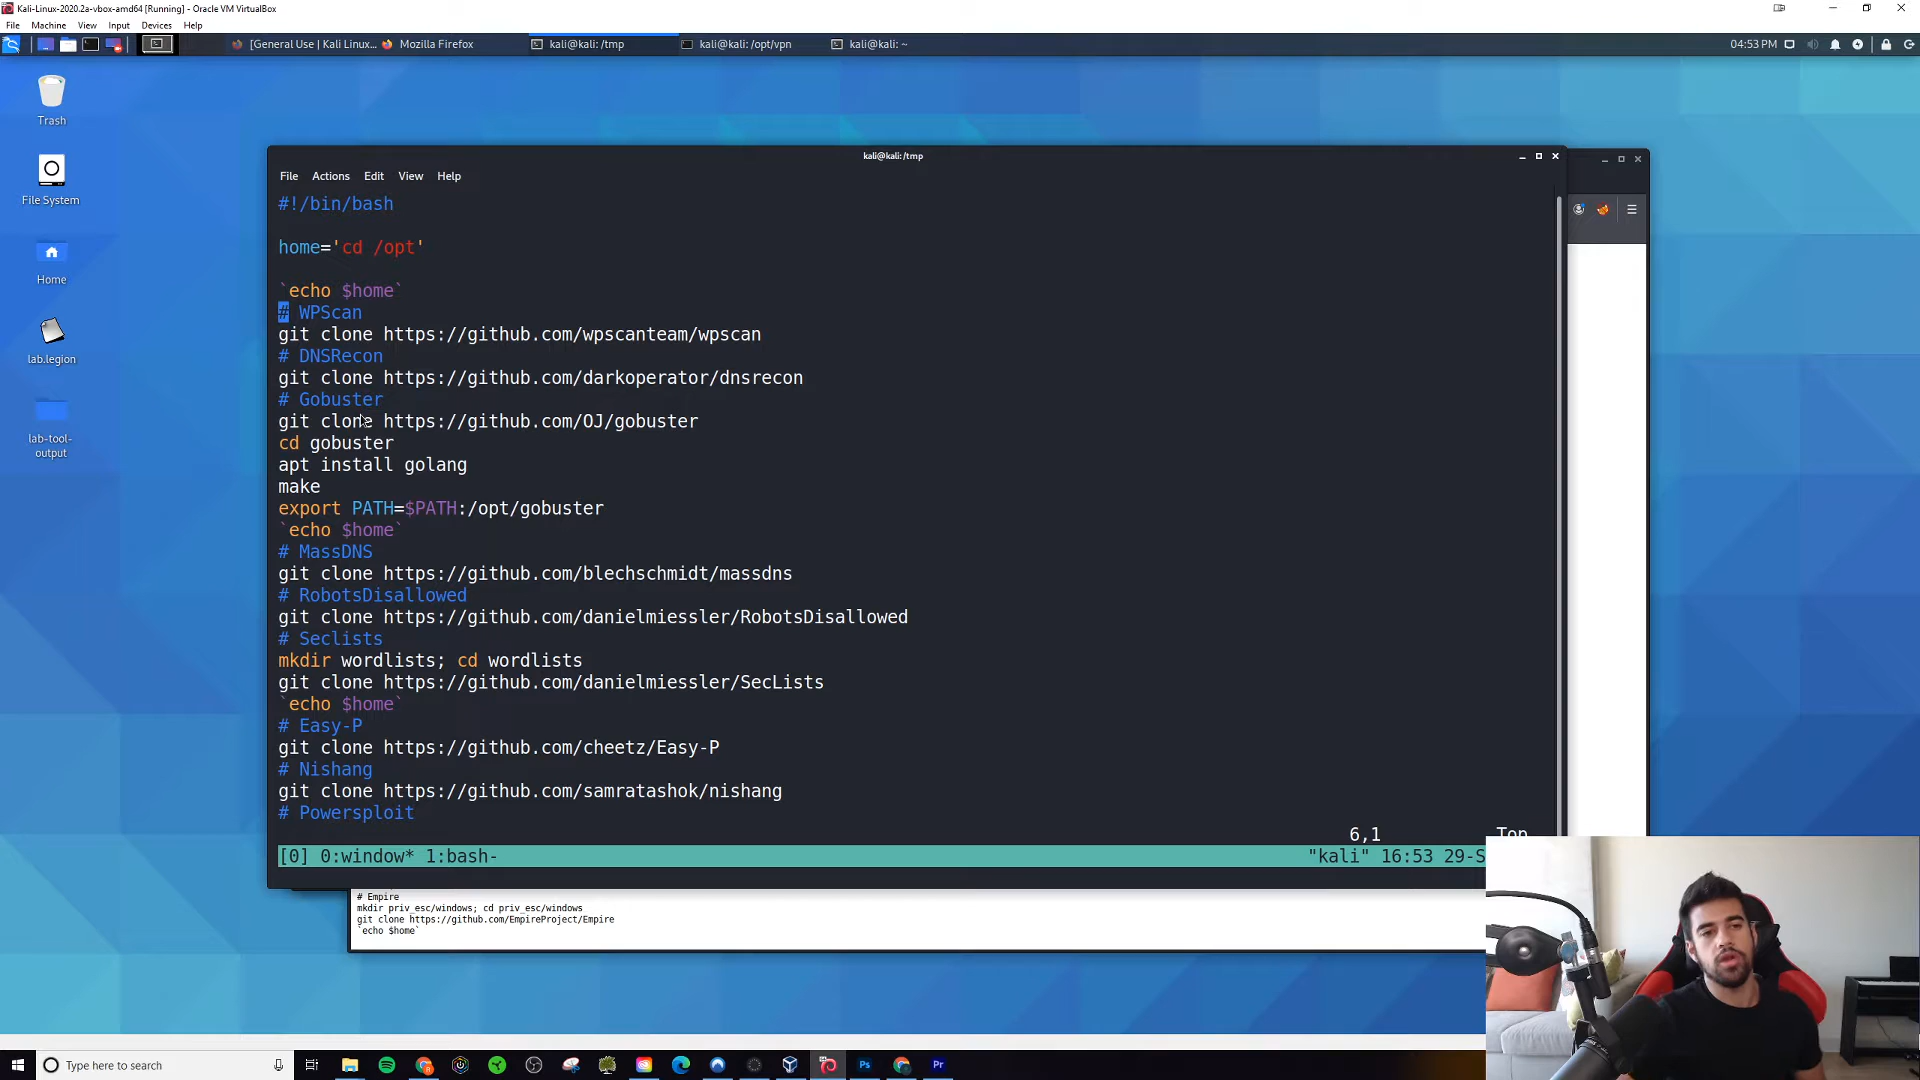 Kali-Linux-2020.2a-vbox-amd64 [Running] - Oracle VM VirtualBox
File Machine View Input Devices Help
[General Use | Kali Linux... Mozilla Firefox
kali@kali: /tmp
kali@kali: /opt/vpn
kali@kali: ~
04:53 PM
Trash
File System
Home
lab.legion
lab-tool-
output
kali@kali: /tmp
File Actions Edit View Help
#!/bin/bash
home='cd /opt'
`echo $home`
# WPScan
git clone https://github.com/wpscanteam/wpscan
# DNSRecon
git clone https://github.com/darkoperator/dnsrecon
# Gobuster
git clone https://github.com/OJ/gobuster
cd gobuster
apt install golang
make
export PATH=$PATH:/opt/gobuster
`echo $home`
# MassDNS
git clone https://github.com/blechschmidt/massdns
# RobotsDisallowed
git clone https://github.com/danielmiessler/RobotsDisallowed
# Seclists
mkdir wordlists; cd wordlists
git clone https://github.com/danielmiessler/SecLists
`echo $home`
# Easy-P
git clone https://github.com/cheetz/Easy-P
# Nishang
git clone https://github.com/samratashok/nishang
# Powersploit
6,1 Top
[0] 0:window* 1:bash- "kali" 16:53 29-S
# Empire
mkdir priv_esc/windows; cd priv_esc/windows
git clone https://github.com/EmpireProject/Empire
`echo $home`
Type here to search
Ps
Pr